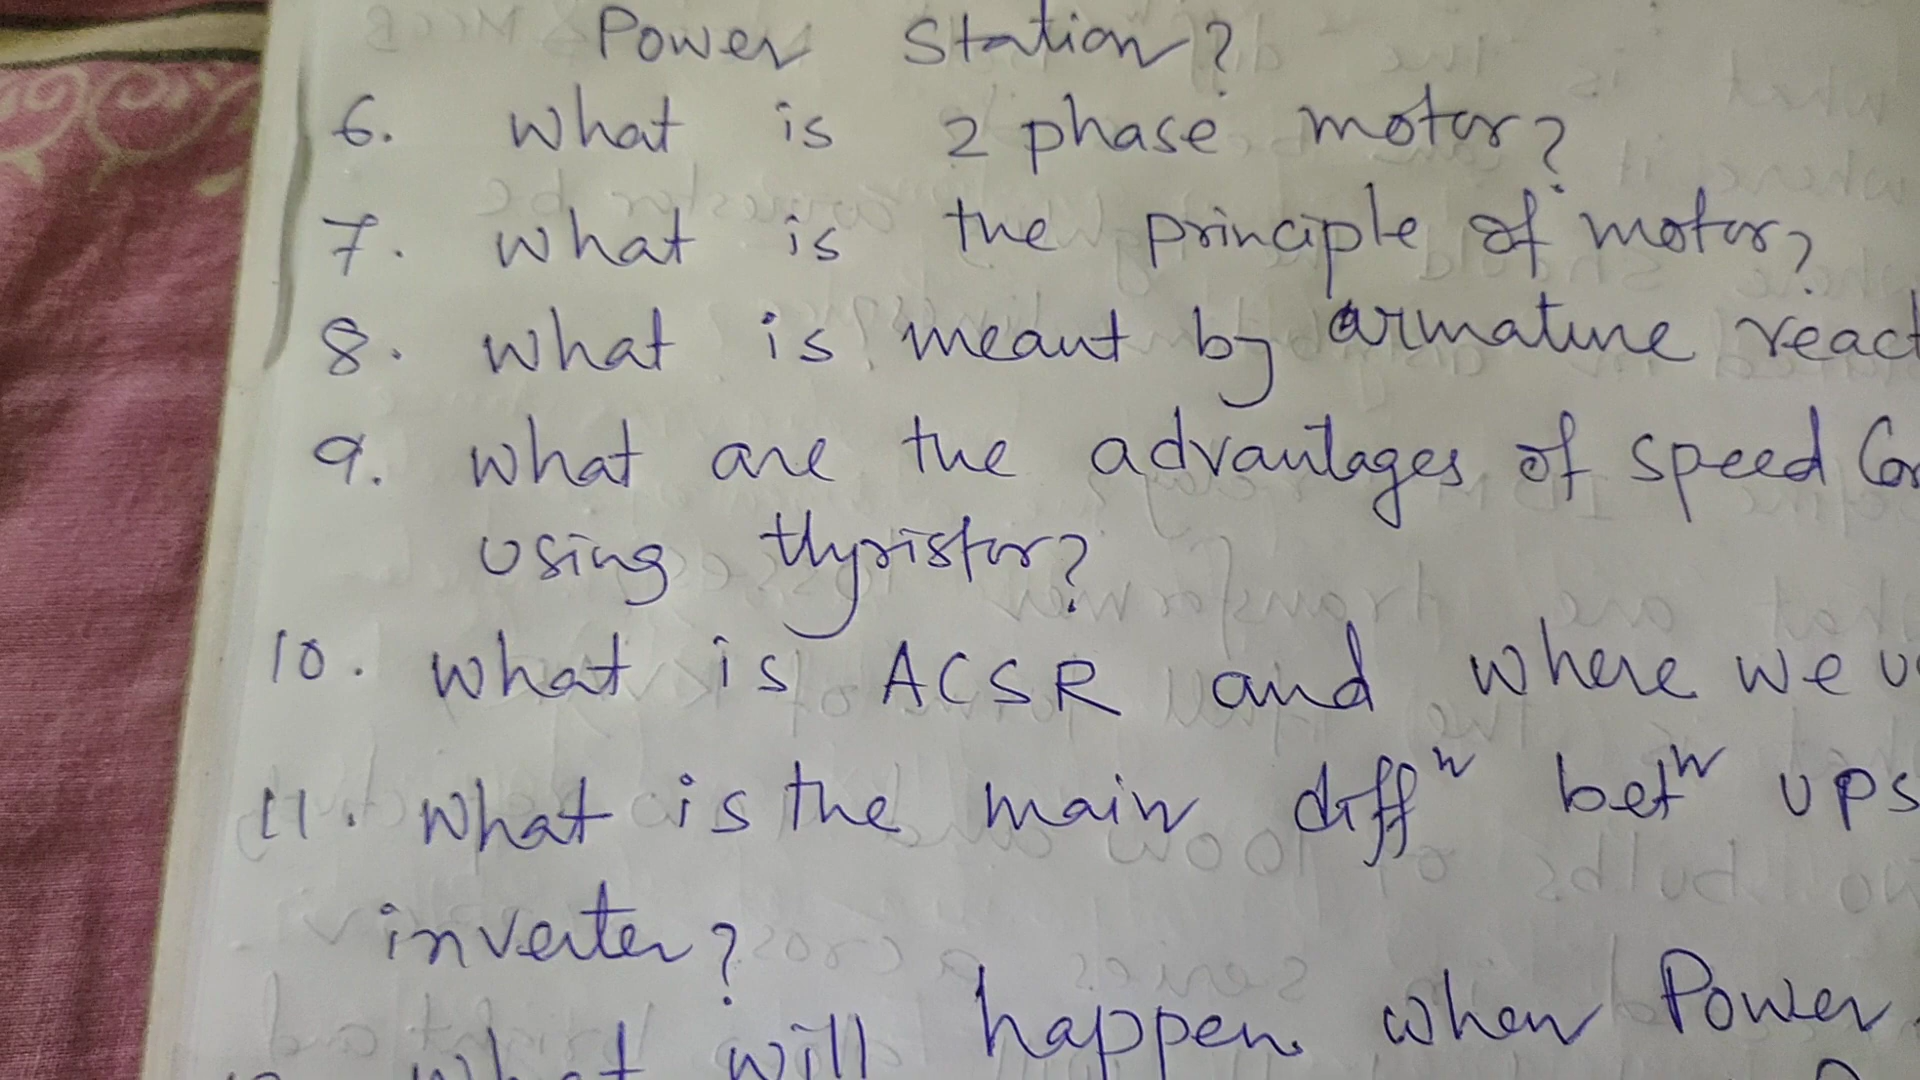 Power Station?
6. What is 2 phase motor?
7. What is the principle of motor?
8. What is meant by armature react
9. What are the advantages of speed Con
using thyristor?
10. What is ACSR and where we u
11. What is the main diffⁿ betⁿ ups
inverter?
What will happen when Power